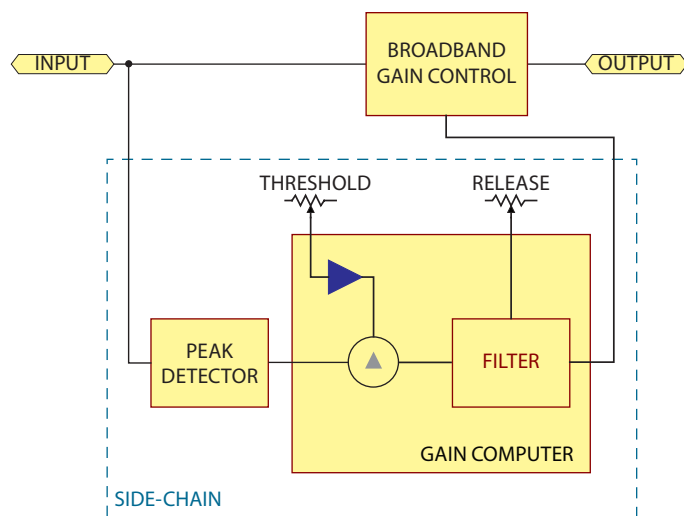 INPUT
BROADBAND
GAIN CONTROL
OUTPUT
THRESHOLD
RELEASE
PEAK
DETECTOR
FILTER
GAIN COMPUTER
SIDE-CHAIN